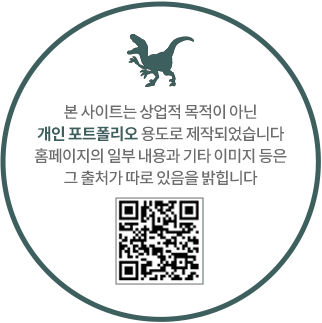 본 사이트는 상업적 목적이 아닌
개인 포트폴리오 용도로 제작되었습니다
홈페이지의 일부 내용과 기타 이미지 등은
그 출처가 따로 있음을 밝힙니다